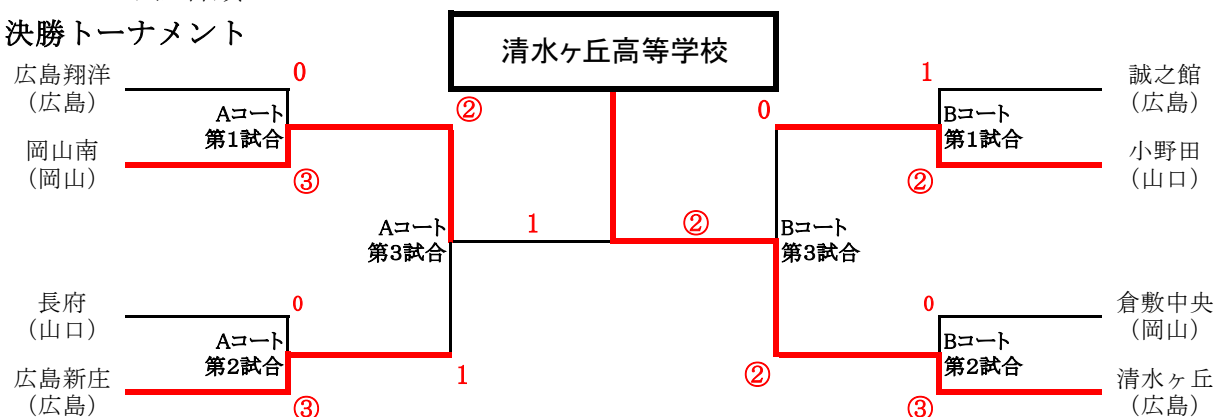 決勝トーナメント
清水ヶ丘高等学校
広島翔洋
(広島)
0
Aコート
第1試合
岡山南
(岡山)
③
②
0
1
誠之館
(広島)
Bコート
第1試合
小野田
(山口)
②
Aコート
第3試合
1
②
Bコート
第3試合
長府
(山口)
0
Aコート
第2試合
広島新庄
(広島)
③
1
②
0
倉敷中央
(岡山)
Bコート
第2試合
清水ヶ丘
(広島)
③